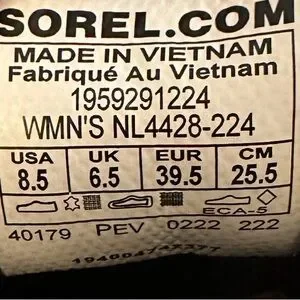 SOREL.COM
MADE IN VIETNAM
Fabriqué Au Vietnam
1959291224
WMN'S NL4428-224
USA UK EUR CM
8.5 6.5 39.5 25.5
ECA-5
40179 PEV 0222 222